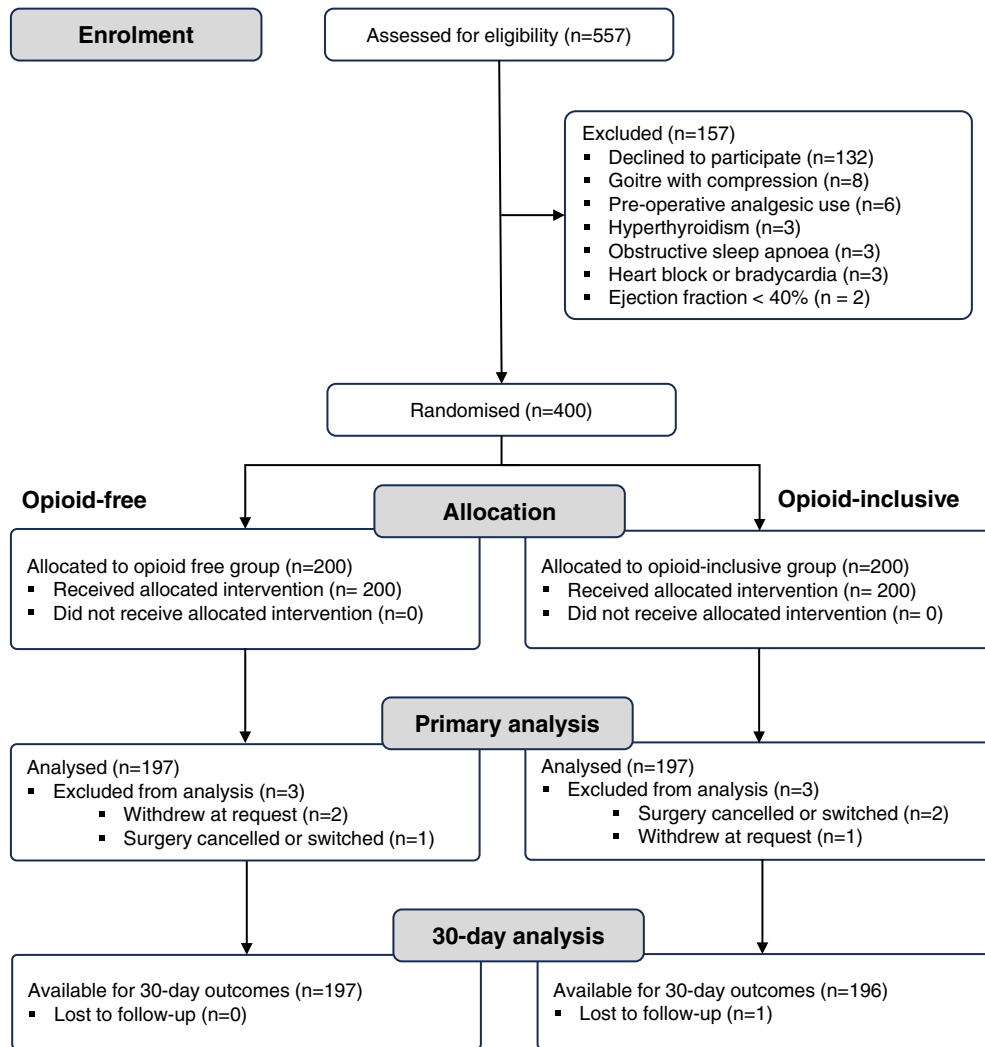 Enrolment
Assessed for eligibility (n=557)
Excluded (n=157)
▪ Declined to participate (n=132)
▪ Goitre with compression (n=8)
▪ Pre-operative analgesic use (n=6)
▪ Hyperthyroidism (n=3)
▪ Obstructive sleep apnoea (n=3)
▪ Heart block or bradycardia (n=3)
▪ Ejection fraction < 40% (n = 2)
Randomised (n=400)
Opioid-free
Opioid-inclusive
Allocation
Allocated to opioid free group (n=200)
▪ Received allocated intervention (n= 200)
▪ Did not receive allocated intervention (n=0)
Allocated to opioid-inclusive group (n=200)
▪ Received allocated intervention (n= 200)
▪ Did not receive allocated intervention (n= 0)
Primary analysis
Analysed (n=197)
▪ Excluded from analysis (n=3)
▪ Withdrew at request (n=2)
▪ Surgery cancelled or switched (n=1)
Analysed (n=197)
▪ Excluded from analysis (n=3)
▪ Surgery cancelled or switched (n=2)
▪ Withdrew at request (n=1)
30-day analysis
Available for 30-day outcomes (n=197)
▪ Lost to follow-up (n=0)
Available for 30-day outcomes (n=196)
▪ Lost to follow-up (n=1)